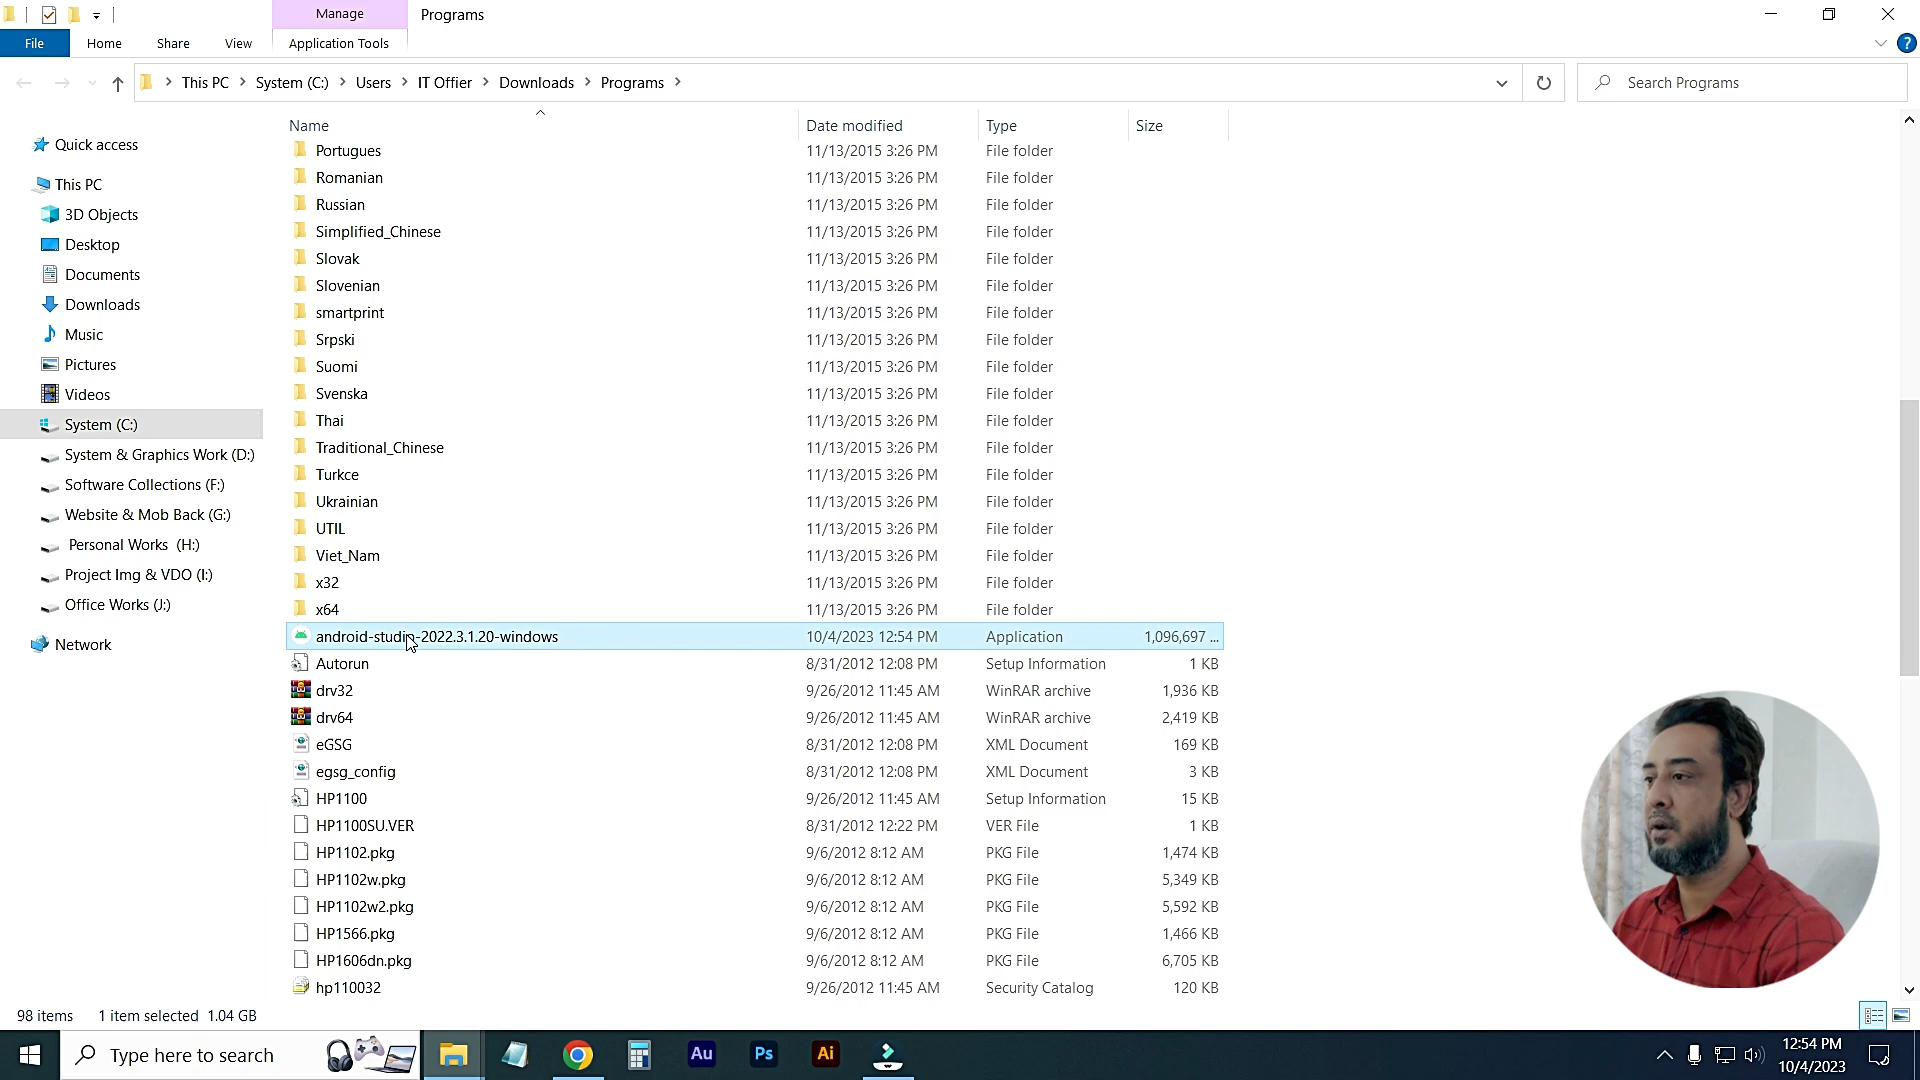 Manage
Programs
File
Home
Share
View
Application Tools
This PC
System (C:)
Users
IT Offier
Downloads
Programs
Search Programs
Name
Date modified
Type
Size
Quick access
This PC
3D Objects
Desktop
Documents
Downloads
Music
Pictures
Videos
System (C:)
System & Graphics Work (D:)
Software Collections (F:)
Website & Mob Back (G:)
Personal Works (H:)
Project Img & VDO (I:)
Office Works (J:)
Network
Portugues 11/13/2015 3:26 PM File folder
Romanian 11/13/2015 3:26 PM File folder
Russian 11/13/2015 3:26 PM File folder
Simplified_Chinese 11/13/2015 3:26 PM File folder
Slovak 11/13/2015 3:26 PM File folder
Slovenian 11/13/2015 3:26 PM File folder
smartprint 11/13/2015 3:26 PM File folder
Srpski 11/13/2015 3:26 PM File folder
Suomi 11/13/2015 3:26 PM File folder
Svenska 11/13/2015 3:26 PM File folder
Thai 11/13/2015 3:26 PM File folder
Traditional_Chinese 11/13/2015 3:26 PM File folder
Turkce 11/13/2015 3:26 PM File folder
Ukrainian 11/13/2015 3:26 PM File folder
UTIL 11/13/2015 3:26 PM File folder
Viet_Nam 11/13/2015 3:26 PM File folder
x32 11/13/2015 3:26 PM File folder
x64 11/13/2015 3:26 PM File folder
android-studio-2022.3.1.20-windows 10/4/2023 12:54 PM Application 1,096,697 ...
Autorun 8/31/2012 12:08 PM Setup Information 1 KB
drv32 9/26/2012 11:45 AM WinRAR archive 1,936 KB
drv64 9/26/2012 11:45 AM WinRAR archive 2,419 KB
eGSG 8/31/2012 12:08 PM XML Document 169 KB
egsg_config 8/31/2012 12:08 PM XML Document 3 KB
HP1100 9/26/2012 11:45 AM Setup Information 15 KB
HP1100SU.VER 8/31/2012 12:22 PM VER File 1 KB
HP1102.pkg 9/6/2012 8:12 AM PKG File 1,474 KB
HP1102w.pkg 9/6/2012 8:12 AM PKG File 5,349 KB
HP1102w2.pkg 9/6/2012 8:12 AM PKG File 5,592 KB
HP1566.pkg 9/6/2012 8:12 AM PKG File 1,466 KB
HP1606dn.pkg 9/6/2012 8:12 AM PKG File 6,705 KB
hp110032 9/26/2012 11:45 AM Security Catalog 120 KB
98 items 1 item selected 1.04 GB
Type here to search
Au
Ps
Ai
12:54 PM
10/4/2023